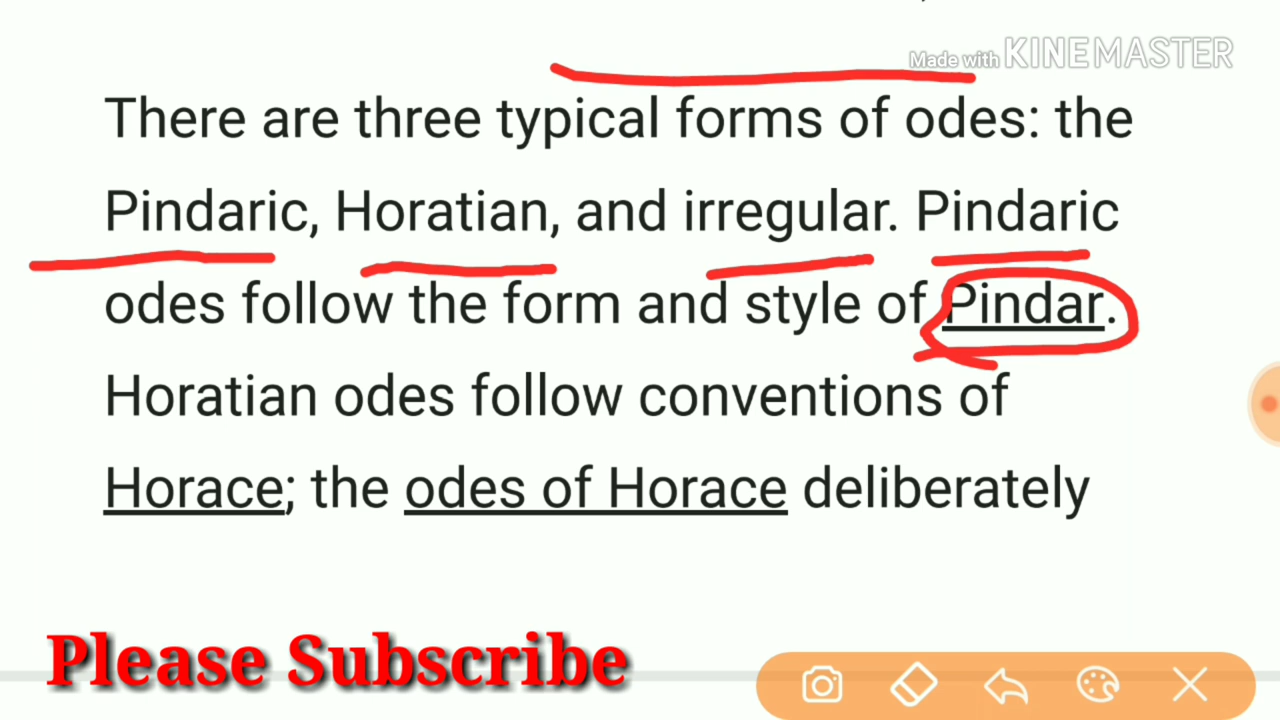 Made with KINEMASTER
There are three typical forms of odes: the
Pindaric, Horatian, and irregular. Pindaric
odes follow the form and style of Pindar.
Horatian odes follow conventions of
Horace; the odes of Horace deliberately
Please Subscribe